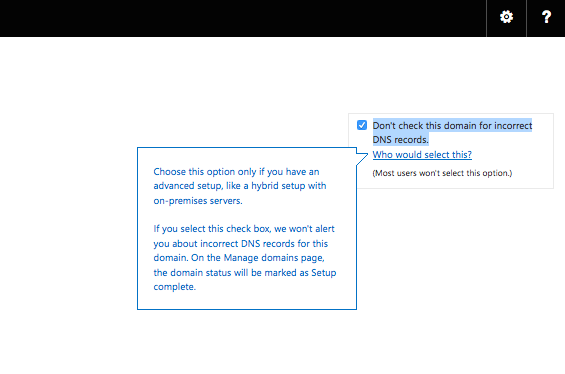 ?
Don't check this domain for incorrect
DNS records.
Who would select this?
(Most users won't select this option.)
Choose this option only if you have an
advanced setup, like a hybrid setup with
on-premises servers.
If you select this check box, we won't alert
you about incorrect DNS records for this
domain. On the Manage domains page,
the domain status will be marked as Setup
complete.